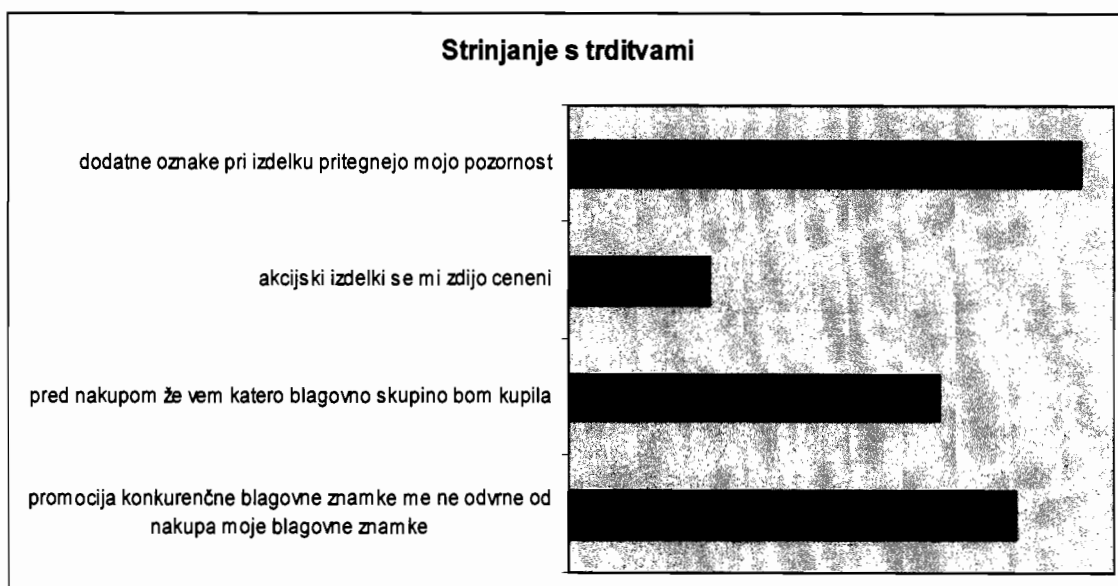 Strinjanje s trditvami
dodatne oznake pri izdelku pritegnejo mojo pozornost
akcijski izdelki se mi zdijo ceneni
pred nakupom že vem katero blagovno skupino bom kupila
promocija konkurenčne blagovne znamke me ne odvrne od
nakupa moje blagovne znamke